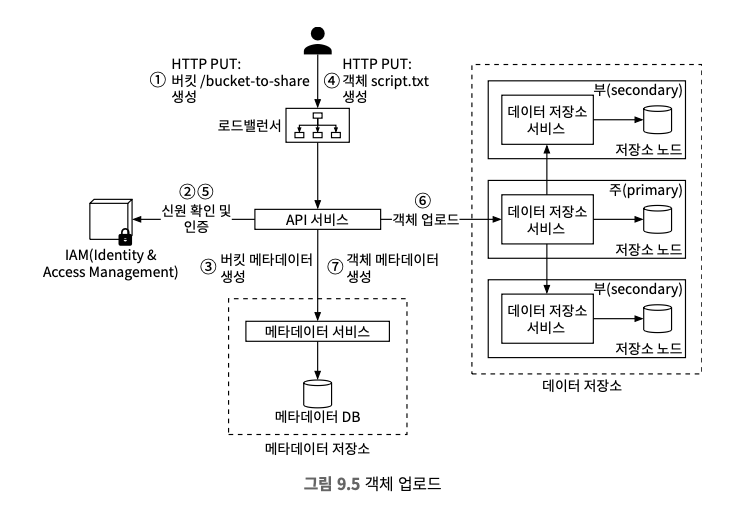 HTTP PUT:
① 버킷 /bucket-to-share
생성
HTTP PUT:
④ 객체 script.txt
생성
로드밸런서
②⑤
신원 확인 및
인증
API 서비스
⑥
객체 업로드
IAM(Identity &
Access Management)
③ 버킷 메타데이터
생성
⑦ 객체 메타데이터
생성
메타데이터 서비스
메타데이터 DB
메타데이터 저장소
부(secondary)
데이터 저장소
서비스
저장소 노드
주(primary)
데이터 저장소
서비스
저장소 노드
부(secondary)
데이터 저장소
서비스
저장소 노드
데이터 저장소
그림 9.5 객체 업로드